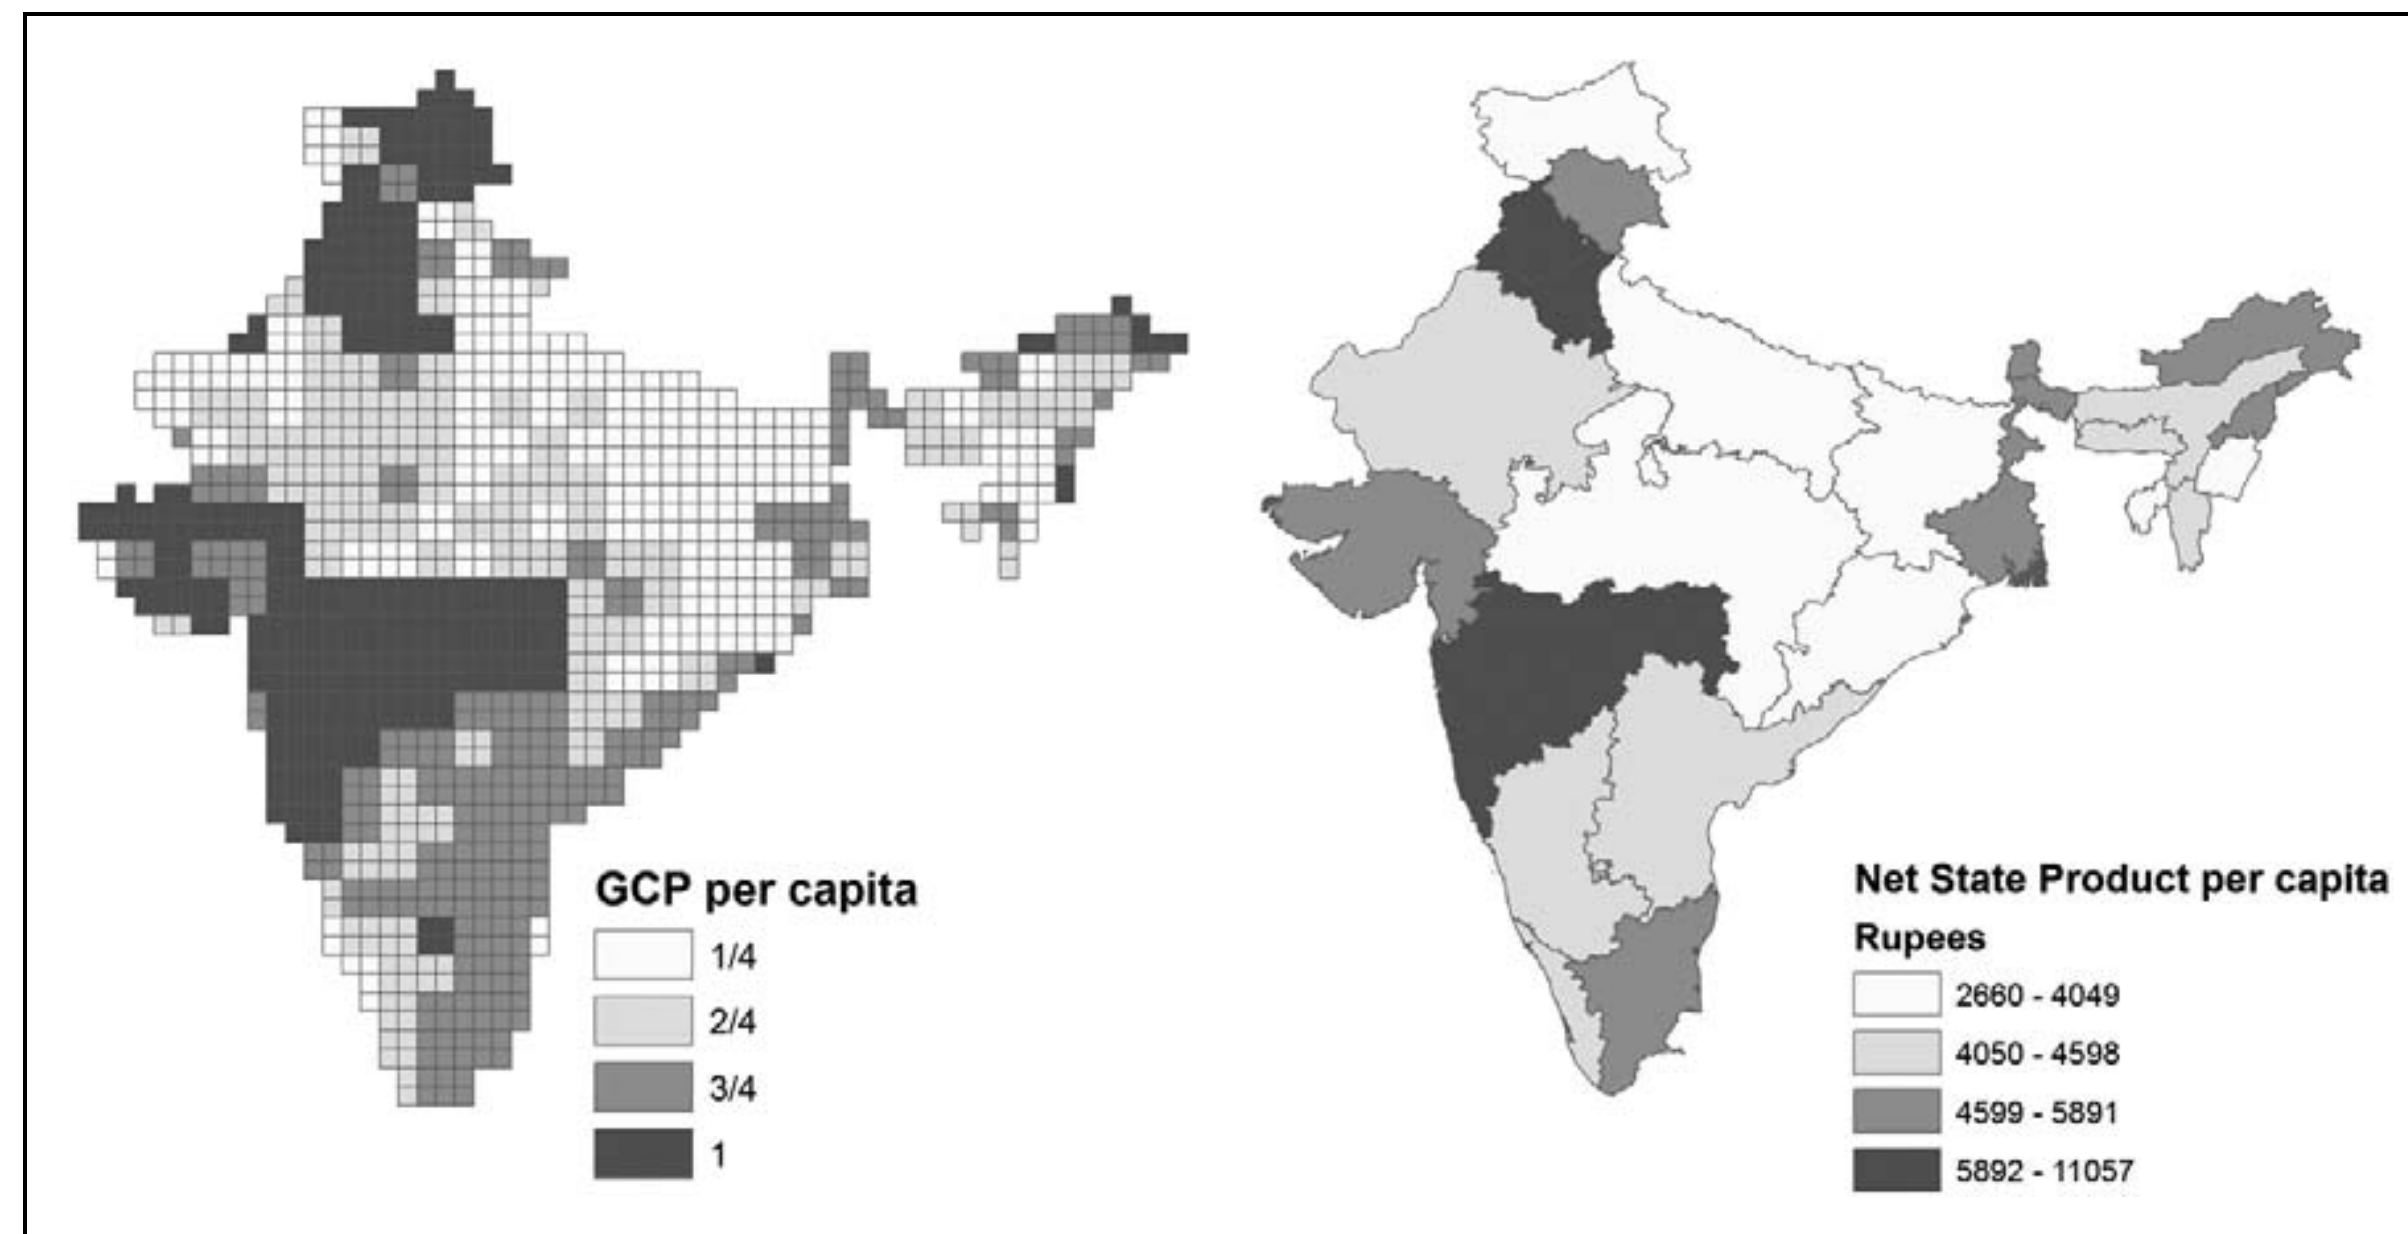 GCP per capita
1/4
2/4
3/4
1
Net State Product per capita
Rupees
2660 - 4049
4050 - 4598
4599 - 5891
5892 - 11057